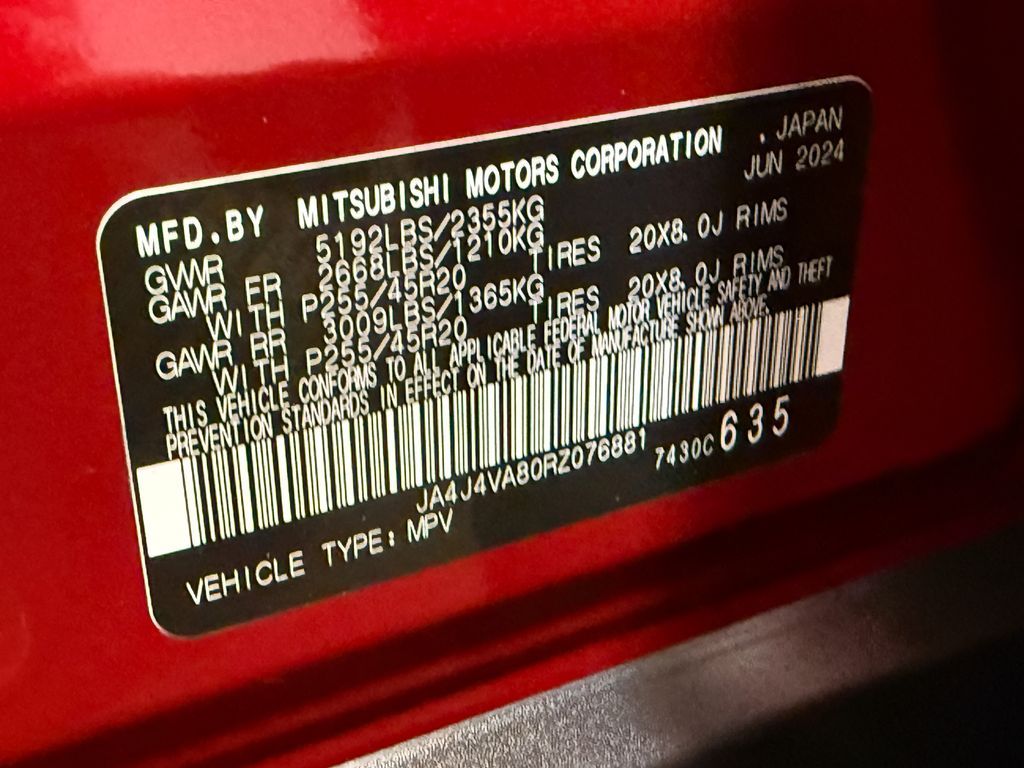 MFD.BY MITSUBISHI MOTORS CORPORATION . JAPAN
JUN 2024
GVWR 5192LBS/2355KG
GAWR FR 2668LBS/1210KG
WITH P255/45R20 TIRES 20X8.0J RIMS
GAWR RR 3009LBS/1365KG
WITH P255/45R20 TIRES 20X8.0J RIMS
THIS VEHICLE CONFORMS TO ALL APPLICABLE FEDERAL MOTOR VEHICLE SAFETY AND THEFT
PREVENTION STANDARDS IN EFFECT ON THE DATE OF MANUFACTURE SHOWN ABOVE.
JA4J4VA80RZ076881 7430C 635
VEHICLE TYPE: MPV